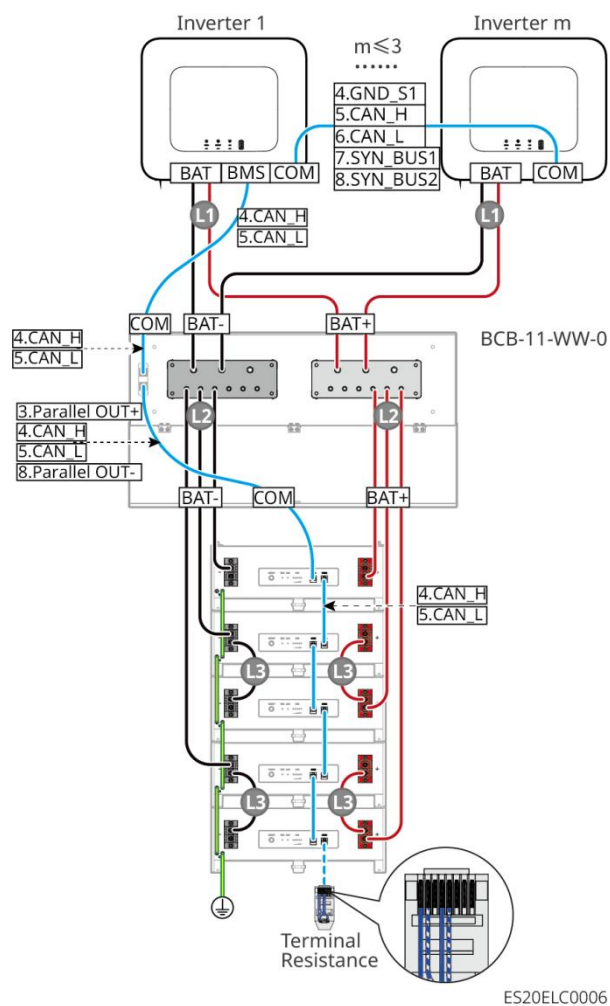 Inverter 1
Inverter m
m≤3
......
4.GND_S1
5.CAN_H
6.CAN_L
7.SYN_BUS1
8.SYN_BUS2
BAT
BMS
COM
BAT
COM
L1
4.CAN_H
5.CAN_L
L1
COM
BAT-
BAT+
BCB-11-WW-0
4.CAN_H
5.CAN_L
3.Parallel OUT+
4.CAN_H
5.CAN_L
8.Parallel OUT-
L2
L2
BAT-
COM
BAT+
4.CAN_H
5.CAN_L
L3
L3
L3
L3
Terminal
Resistance
ES20ELC0006